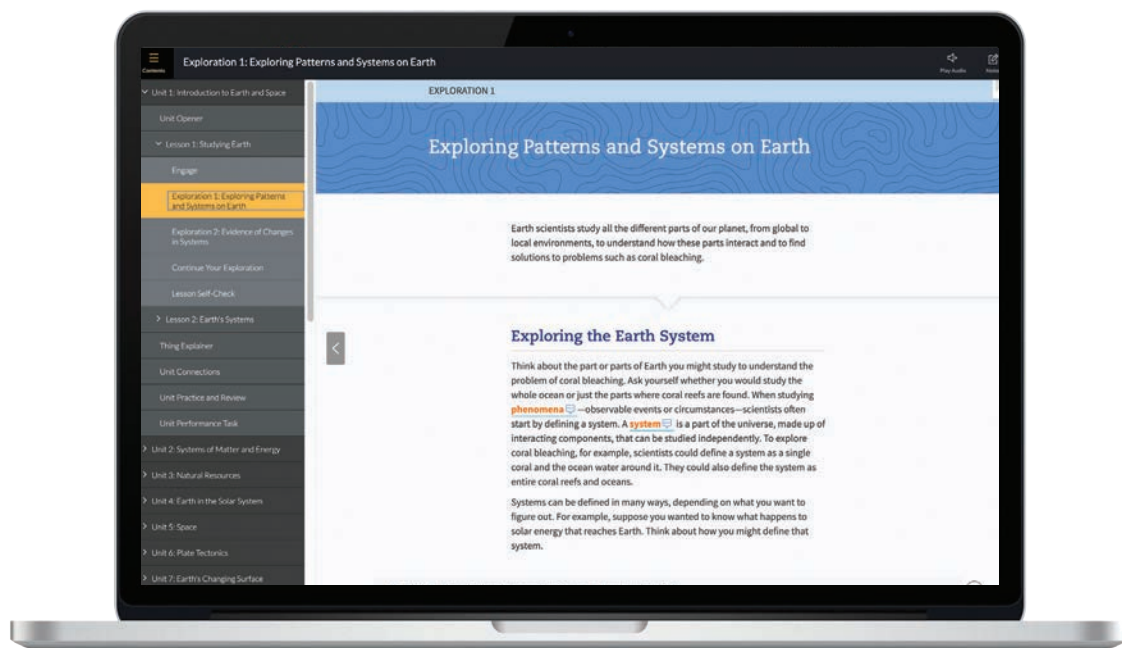 Contents
Exploration 1: Exploring Patterns and Systems on Earth
Play Audio
Unit 1: Introduction to Earth and Space
Unit Opener
Lesson 1: Studying Earth
Engage
Exploration 1: Exploring Patterns
and Systems on Earth
Exploration 2: Evidence of Changes
in Systems
Continue Your Exploration
Lesson Self-Check
Lesson 2: Earth's Systems
Thing Explainer
Unit Connections
Unit Practice and Review
Unit Performance Task
Unit 2: Systems of Matter and Energy
Unit 3: Natural Resources
Unit 4: Earth in the Solar System
Unit 5: Space
Unit 6: Plate Tectonics
Unit 7: Earth's Changing Surface
EXPLORATION 1
Exploring Patterns and Systems on Earth
Earth scientists study all the different parts of our planet, from global to
local environments, to understand how these parts interact and to find
solutions to problems such as coral bleaching.
Exploring the Earth System
Think about the part or parts of Earth you might study to understand the
problem of coral bleaching. Ask yourself whether you would study the
whole ocean or just the parts where coral reefs are found. When studying
phenomena—observable events or circumstances—scientists often
start by defining a system. A system is a part of the universe, made up of
interacting components, that can be studied independently. To explore
coral bleaching, for example, scientists could define a system as a single
coral and the ocean water around it. They could also define the system as
entire coral reefs and oceans.
Systems can be defined in many ways, depending on what you want to
figure out. For example, suppose you wanted to know what happens to
solar energy that reaches Earth. Think about how you might define that
system.